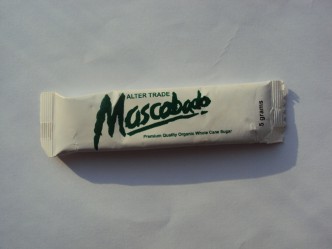 ALTER TRADE
Mascobado
Premium Quality Organic Whole Cane Sugar
5 grams